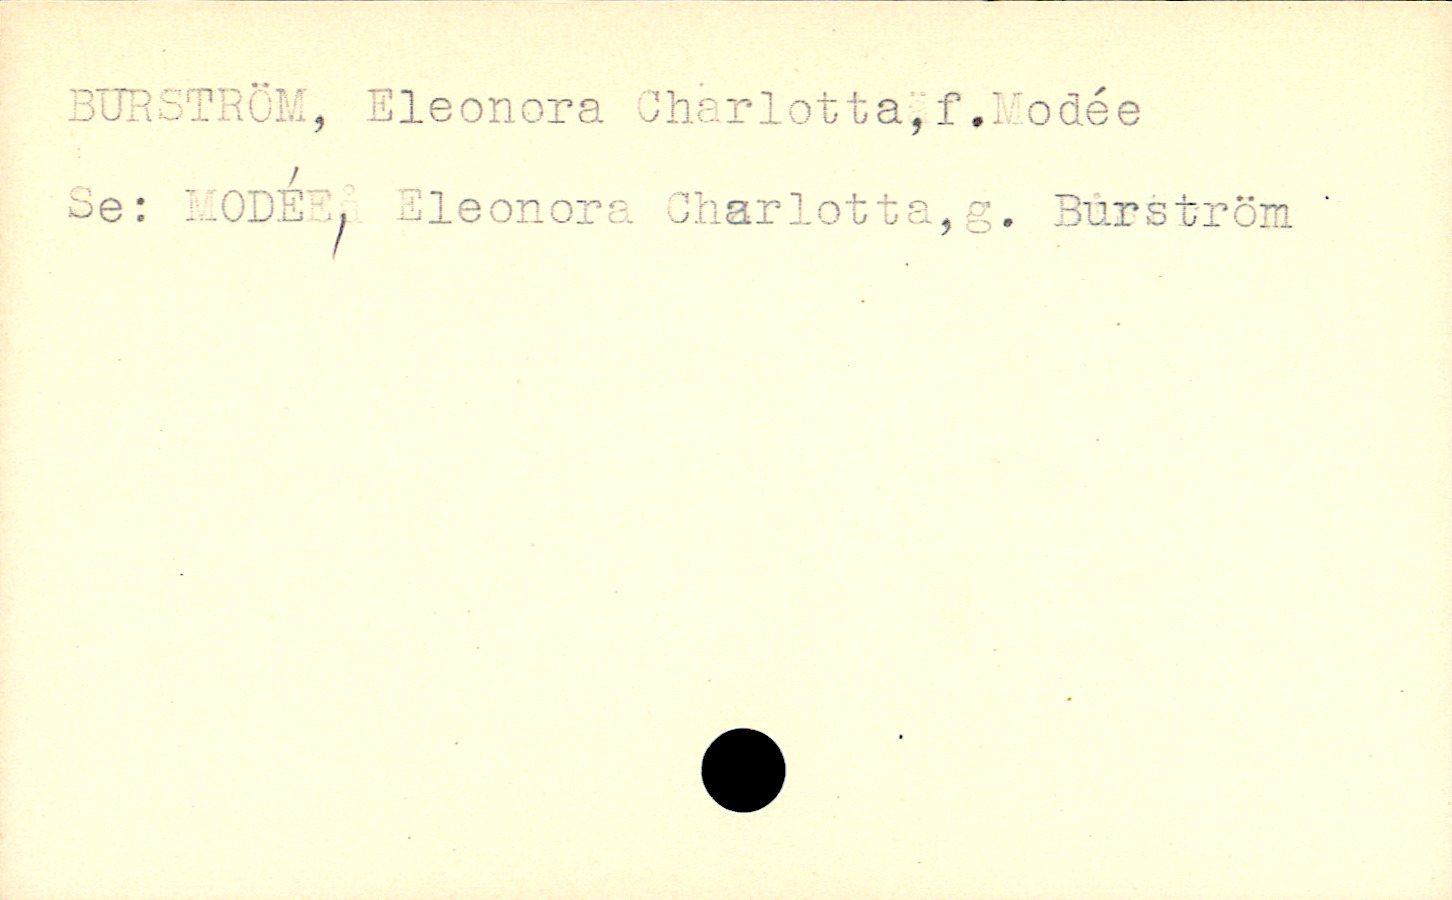 BURSTRÖM, Eleonora Charlotta, f. Modée
Se: MODÉE, Eleonora Charlotta, g. Burström